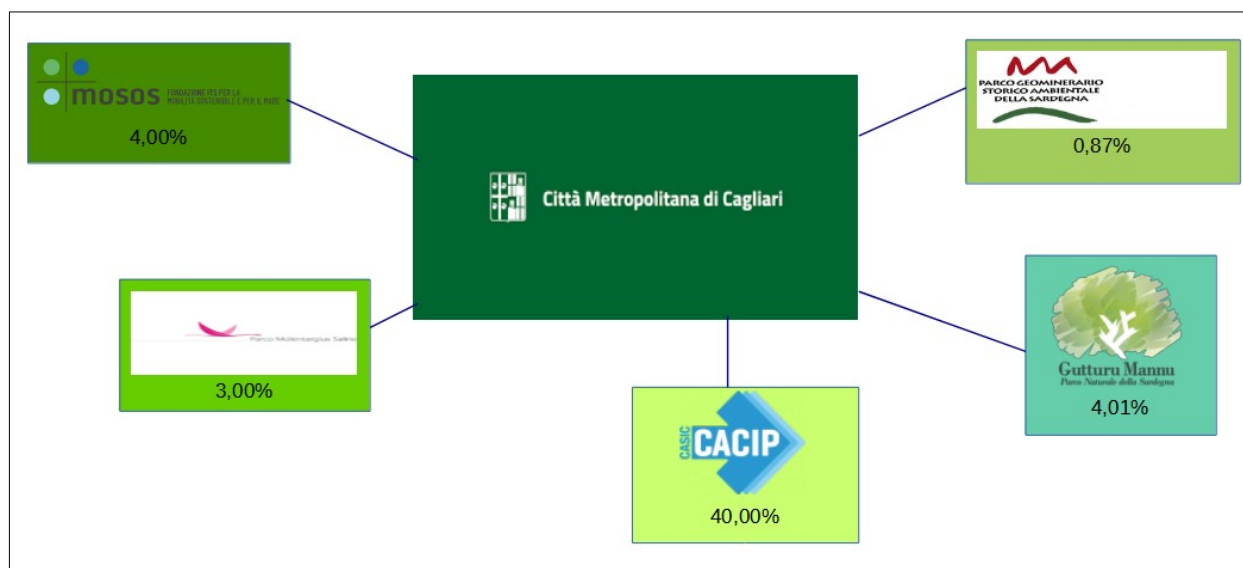 mosos
FONDAZIONE ITS PER LA
MOBILITÀ SOSTENIBILE E PER IL MARE
4,00%
Città Metropolitana di Cagliari
PARCO GEOMINERARIO
STORICO AMBIENTALE
DELLA SARDEGNA
0,87%
Parco Molentargius Saline
3,00%
CASIC
CACIP
40,00%
Gutturu Mannu
Parco Naturale della Sardegna
4,01%